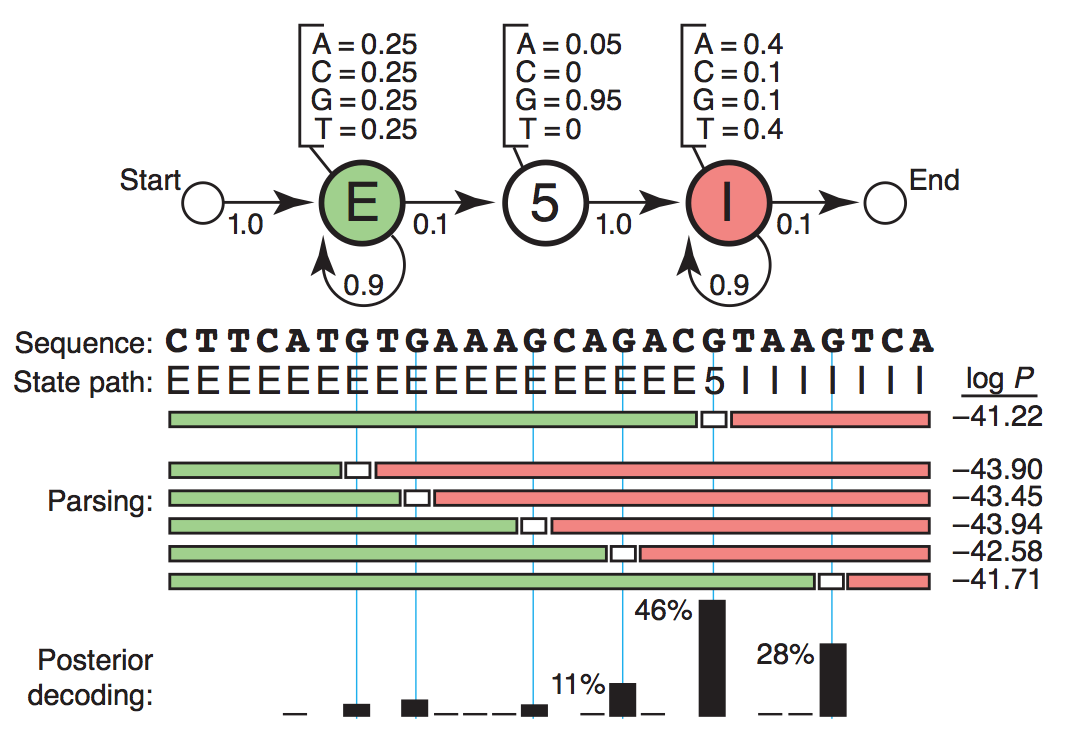 A = 0.25
C = 0.25
G = 0.25
T = 0.25
A = 0.05
C = 0
G = 0.95
T = 0
A = 0.4
C = 0.1
G = 0.1
T = 0.4
Start E 5 I End
1.0 0.1 1.0 0.1
0.9 0.9
Sequence: C T T C A T G T G A A A G C A G A C G T A A G T C A
State path: E E E E E E E E E E E E E E E E E E 5 I I I I I I I log P
−41.22
−43.90
Parsing: −43.45
−43.94
−42.58
−41.71
46%
28%
11%
Posterior
decoding: